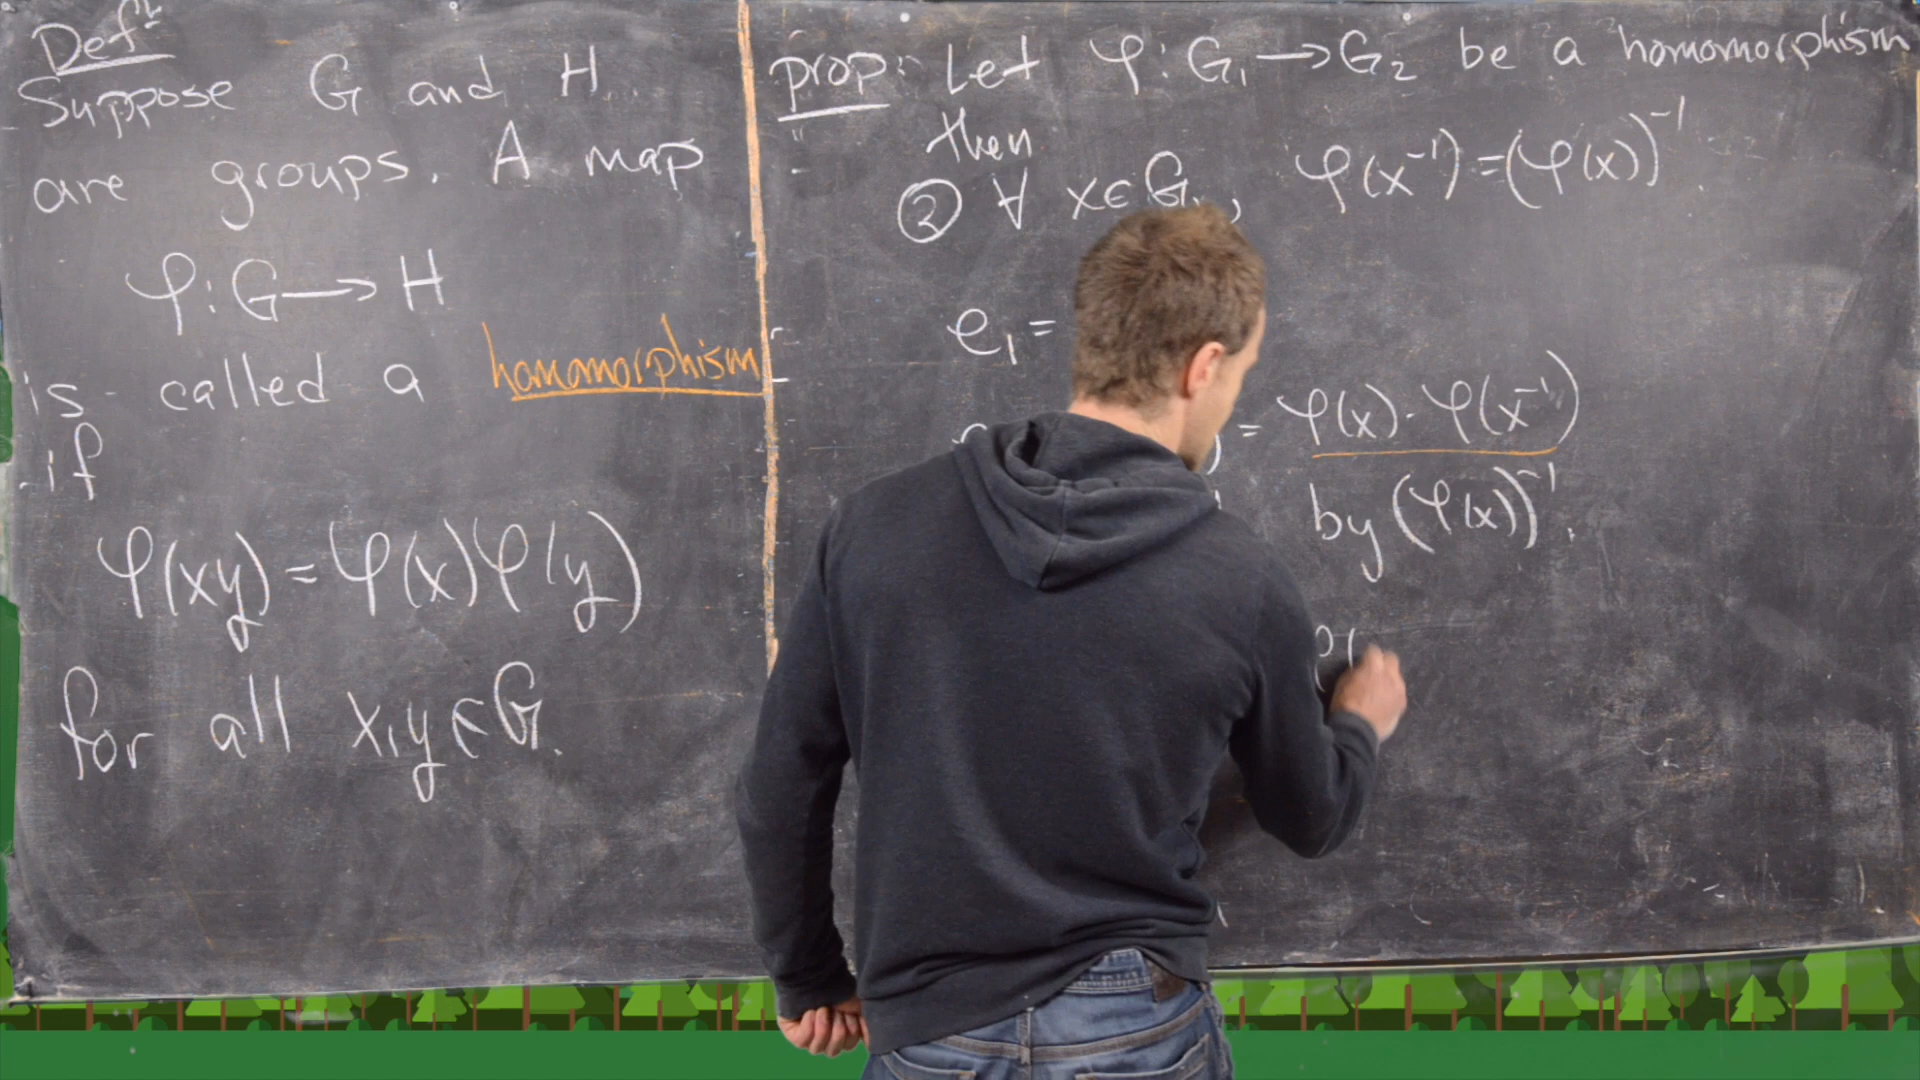 Defⁿ
Suppose G and H
are groups. A map
φ: G → H
is called a homomorphism
if
φ(xy) = φ(x)φ(y)
for all x,y ∈ G.
prop: Let φ: G₁ → G₂ be a homomorphism
then
② ∀ x ∈ G₁, φ(x⁻¹) = (φ(x))⁻¹
e₁ =
) = φ(x)·φ(x⁻¹)
by (φ(x))⁻¹.